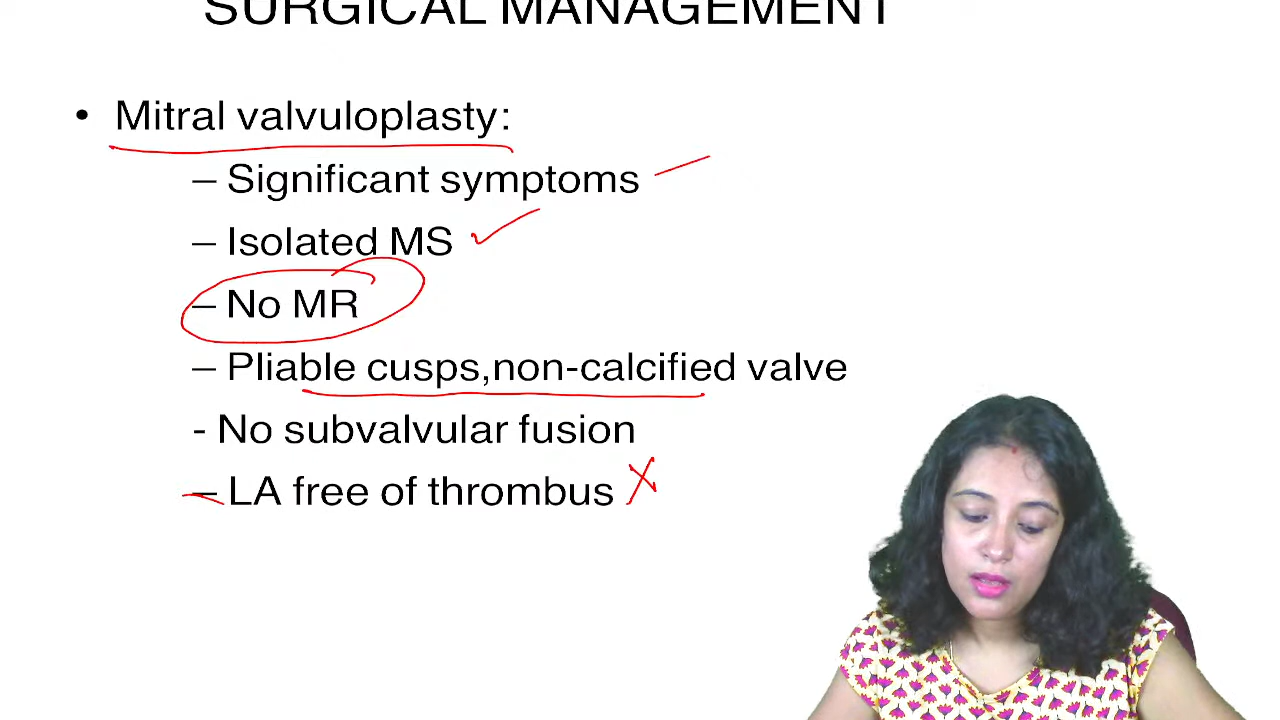 SURGICAL MANAGEMENT
• Mitral valvuloplasty:
– Significant symptoms
– Isolated MS
– No MR
– Pliable cusps,non-calcified valve
- No subvalvular fusion
– LA free of thrombus